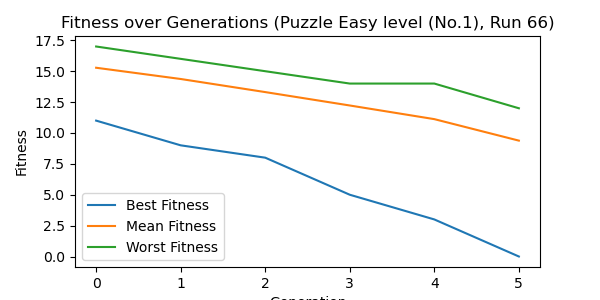 Fitness over Generations (Puzzle Easy level (No.1), Run 66)
17.5
15.0
12.5
10.0
7.5
5.0
2.5
0.0
Fitness
Best Fitness
Mean Fitness
Worst Fitness
0 1 2 3 4 5
Generation